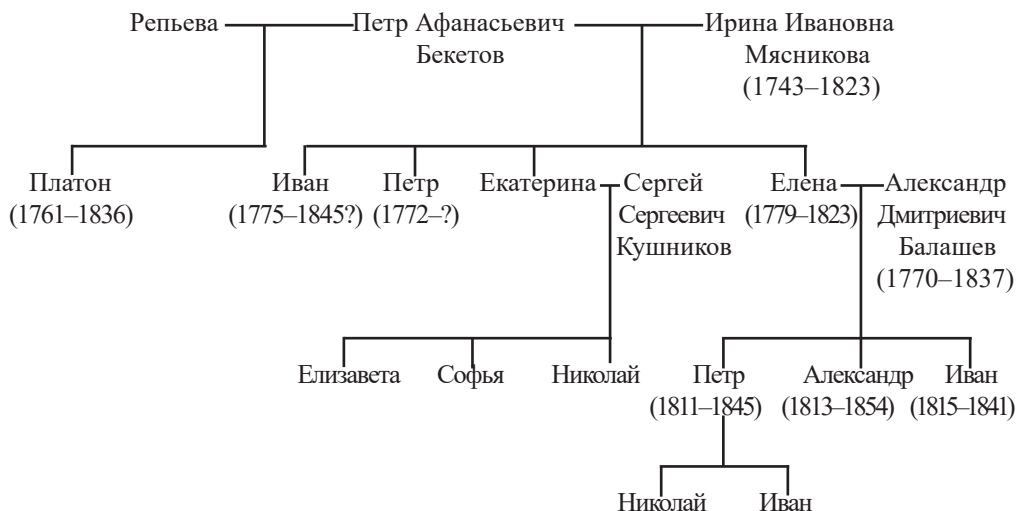 Репьева Петр Афанасьевич Ирина Ивановна
Бекетов Мясникова
(1743–1823)
Платон Иван Петр Екатерина Сергей Елена Александр
(1761–1836) (1775–1845?) (1772–?) Сергеевич (1779–1823) Дмитриевич
Кушников Балашев
(1770–1837)
Елизавета Софья Николай Петр Александр Иван
(1811–1845) (1813–1854) (1815–1841)
Николай Иван